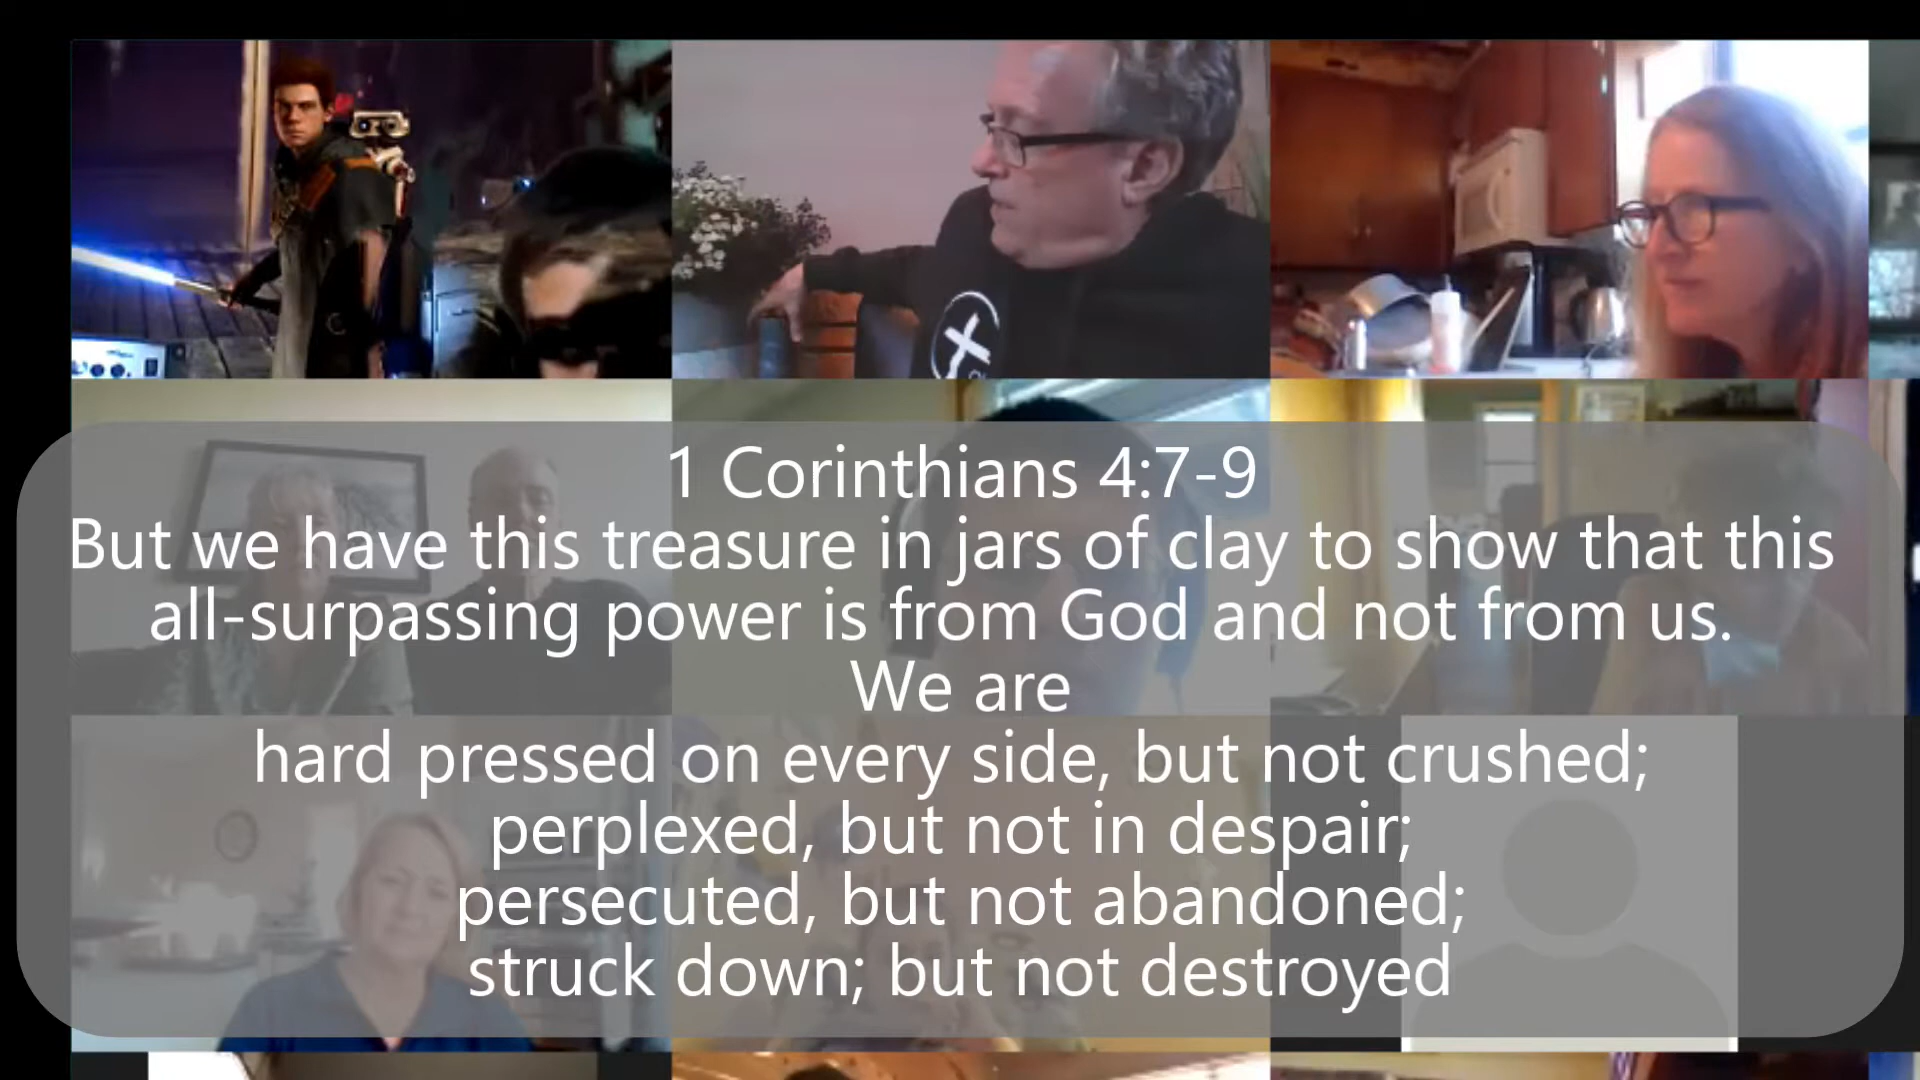 1 Corinthians 4:7-9
But we have this treasure in jars of clay to show that this
all-surpassing power is from God and not from us.
We are
hard pressed on every side, but not crushed;
perplexed, but not in despair;
persecuted, but not abandoned;
struck down; but not destroyed